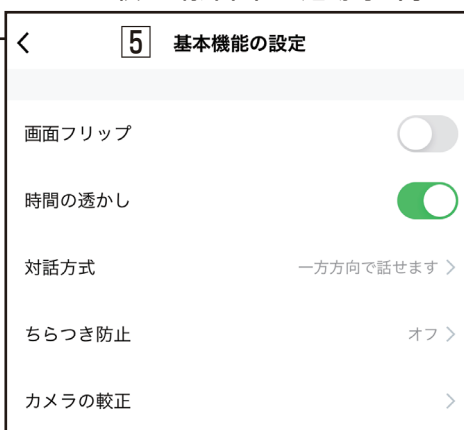 5 基本機能の設定
画面フリップ
時間の透かし
対話方式 一方方向で話せます
ちらつき防止 オフ
カメラの較正